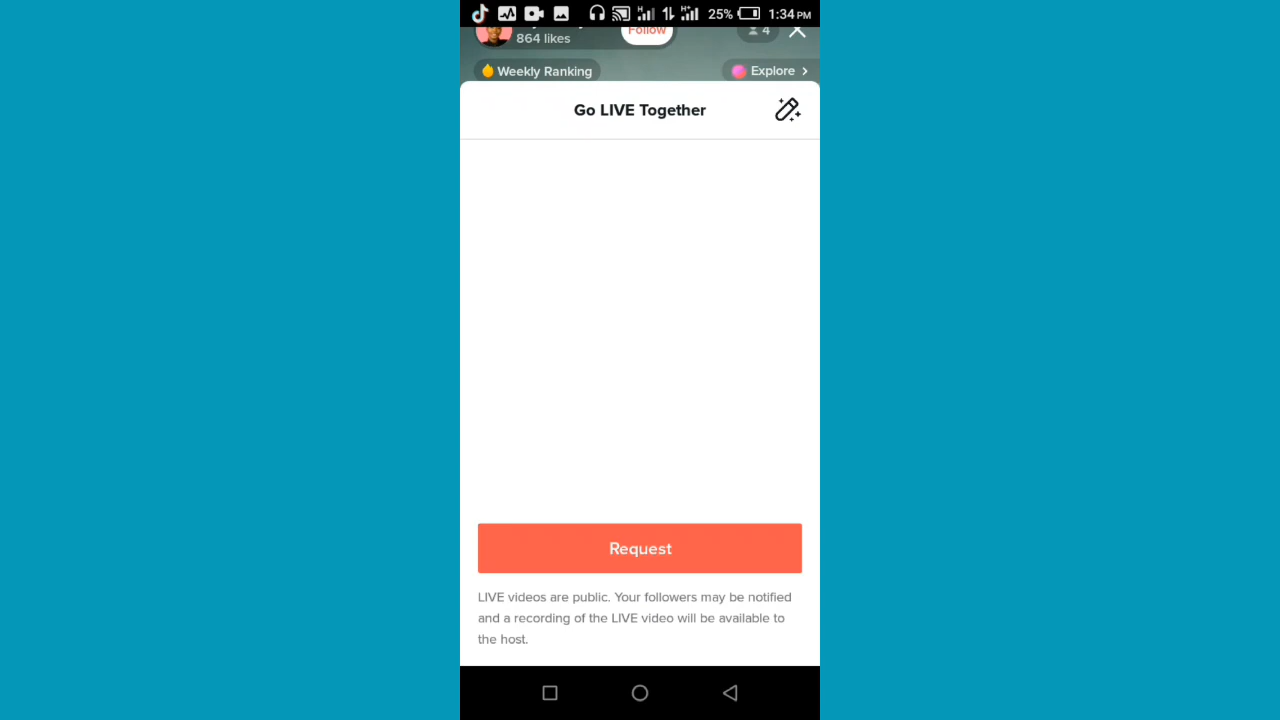 25% 1:34 PM
864 likes
Follow
4
Weekly Ranking
Explore >
Go LIVE Together
Request
LIVE videos are public. Your followers may be notified
and a recording of the LIVE video will be available to
the host.